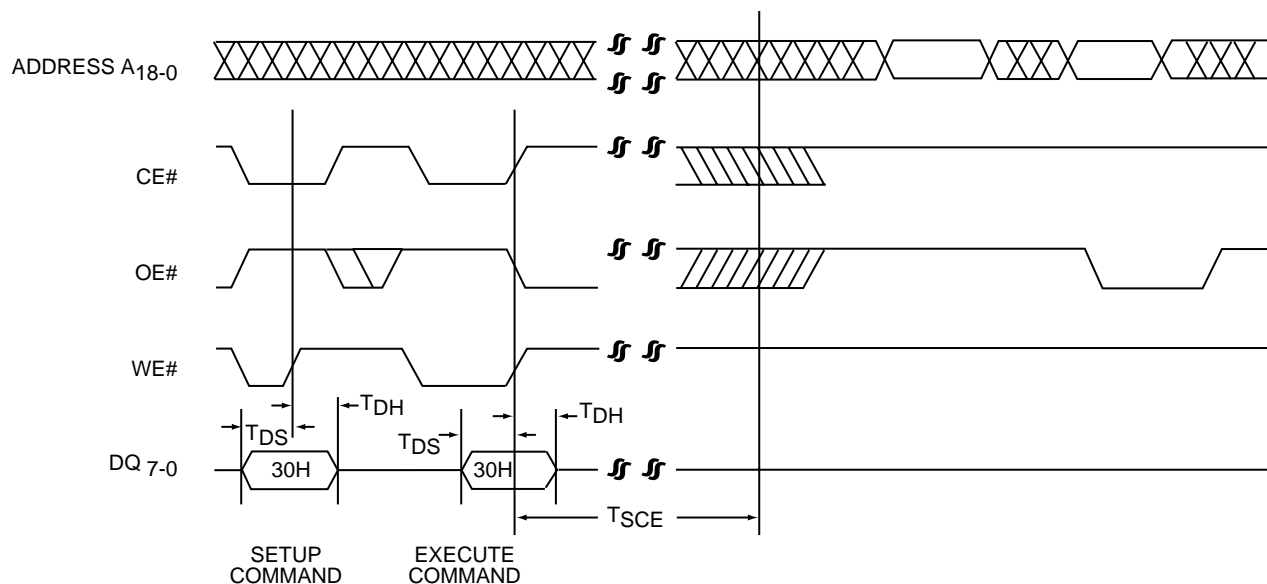 ADDRESS A18-0
CE#
OE#
WE#
TDH
TDS
TDH
TDS
DQ 7-0
30H
30H
TSCE
SETUP
COMMAND
EXECUTE
COMMAND